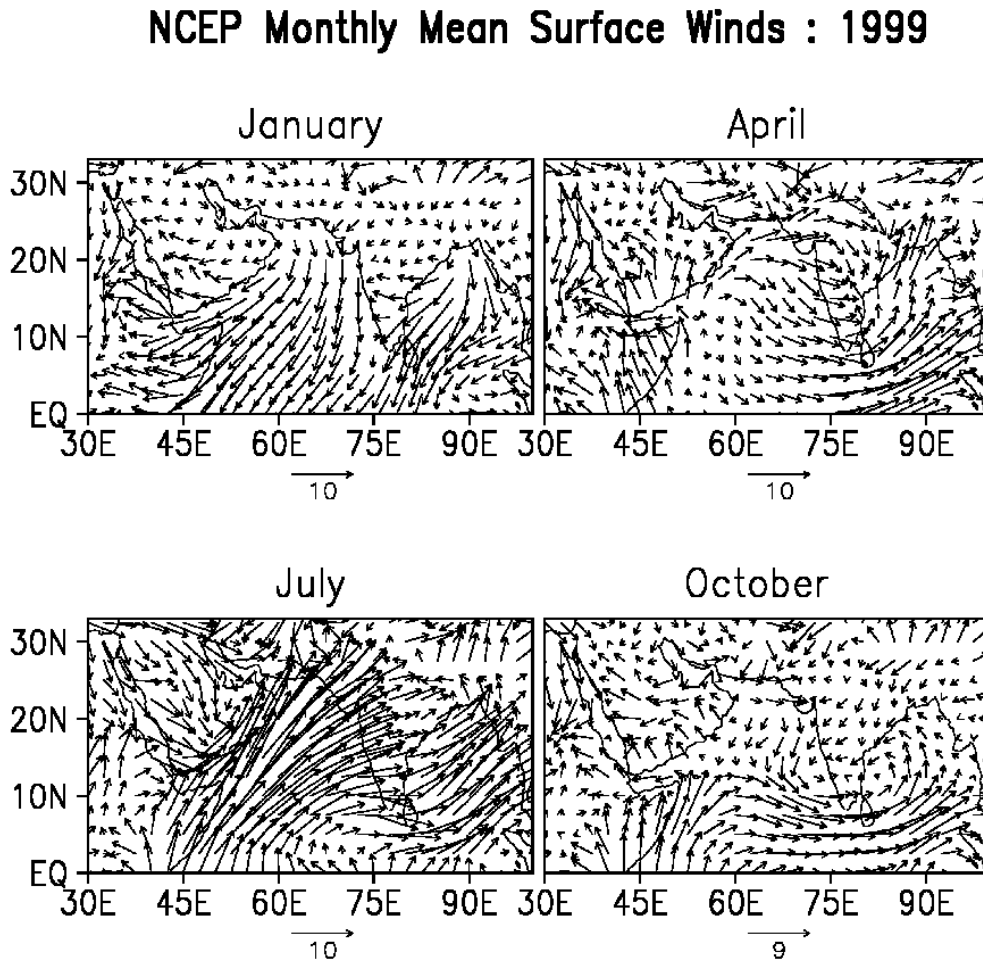 NCEP Monthly Mean Surface Winds : 1999
January
April
30N
20N
10N
EQ
30E 45E 60E 75E 90E 30E 45E 60E 75E 90E
10
10
July
October
30N
20N
10N
EQ
30E 45E 60E 75E 90E 30E 45E 60E 75E 90E
10
9